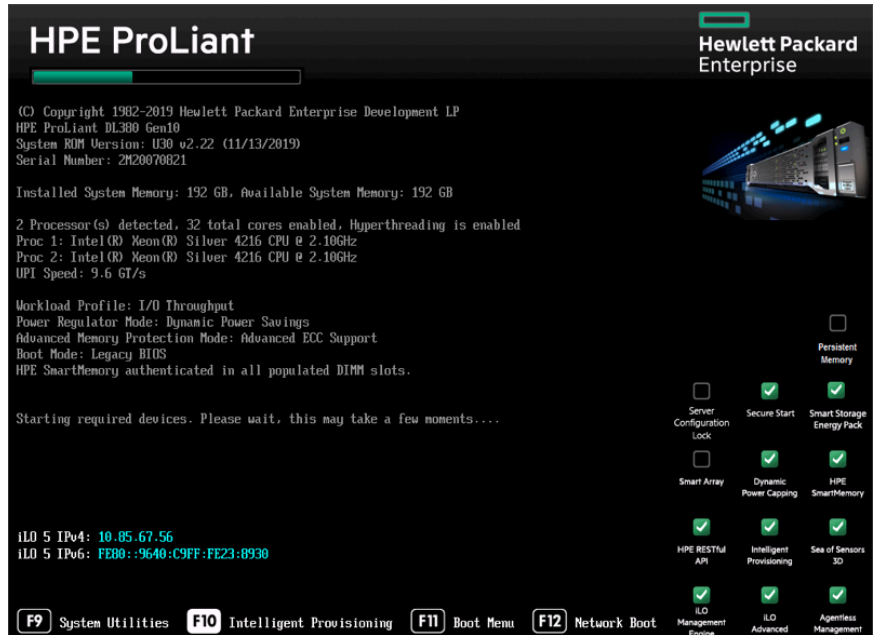 HPE ProLiant
Hewlett Packard
Enterprise
(C) Copyright 1982-2019 Hewlett Packard Enterprise Development LP
HPE ProLiant DL380 Gen10
System ROM Version: U30 v2.22 (11/13/2019)
Serial Number: 2M20070821
Installed System Memory: 192 GB, Available System Memory: 192 GB
2 Processor(s) detected, 32 total cores enabled, Hyperthreading is enabled
Proc 1: Intel(R) Xeon(R) Silver 4216 CPU @ 2.10GHz
Proc 2: Intel(R) Xeon(R) Silver 4216 CPU @ 2.10GHz
UPI Speed: 9.6 GT/s
Workload Profile: I/O Throughput
Power Regulator Mode: Dynamic Power Savings
Advanced Memory Protection Mode: Advanced ECC Support
Boot Mode: Legacy BIOS
HPE SmartMemory authenticated in all populated DIMM slots.
Starting required devices. Please wait, this may take a few moments....
iLO 5 IPv4: 10.85.67.56
iLO 5 IPv6: FE80::9640:C9FF:FE23:8930
Persistent
Memory
Server
Configuration
Lock
Secure Start
Smart Storage
Energy Pack
Smart Array
Dynamic
Power Capping
HPE
SmartMemory
HPE RESTful
API
Intelligent
Provisioning
Sea of Sensors
3D
iLO
Management
Engine
iLO
Advanced
Agentless
Management
F9 System Utilities F10 Intelligent Provisioning F11 Boot Menu F12 Network Boot